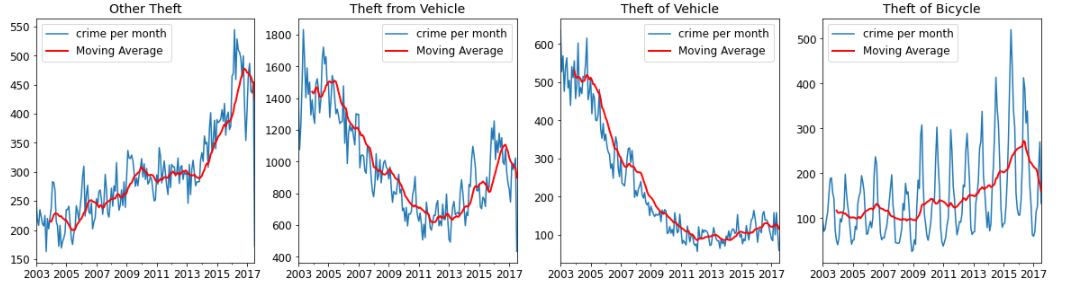 Other Theft
crime per month
Moving Average
550
500
450
400
350
300
250
200
150
2003 2005 2007 2009 2011 2013 2015 2017
Theft from Vehicle
crime per month
Moving Average
1800
1600
1400
1200
1000
800
600
400
2003 2005 2007 2009 2011 2013 2015 2017
Theft of Vehicle
crime per month
Moving Average
600
500
400
300
200
100
2003 2005 2007 2009 2011 2013 2015 2017
Theft of Bicycle
crime per month
Moving Average
500
400
300
200
100
2003 2005 2007 2009 2011 2013 2015 2017